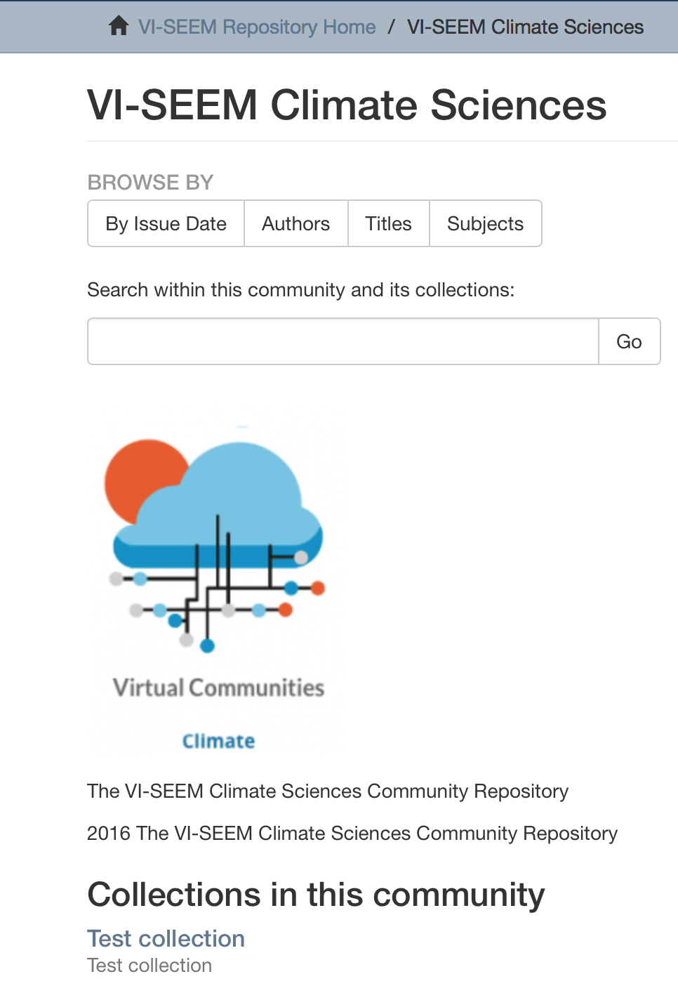 VI-SEEM Repository Home / VI-SEEM Climate Sciences
VI-SEEM Climate Sciences
BROWSE BY
By Issue Date Authors Titles Subjects
Search within this community and its collections:
Go
Virtual Communities
Climate
The VI-SEEM Climate Sciences Community Repository
2016 The VI-SEEM Climate Sciences Community Repository
Collections in this community
Test collection
Test collection